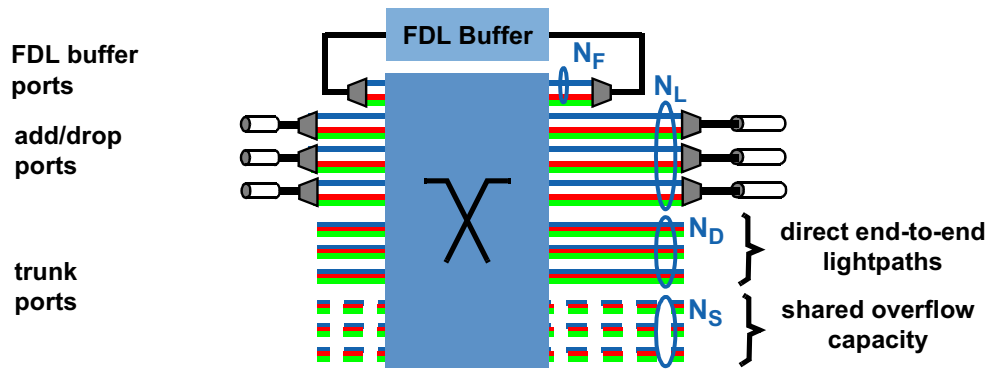 FDL Buffer
FDL buffer
ports
N_F
N_L
add/drop
ports
N_D
direct end-to-end
lightpaths
trunk
ports
N_S
shared overflow
capacity